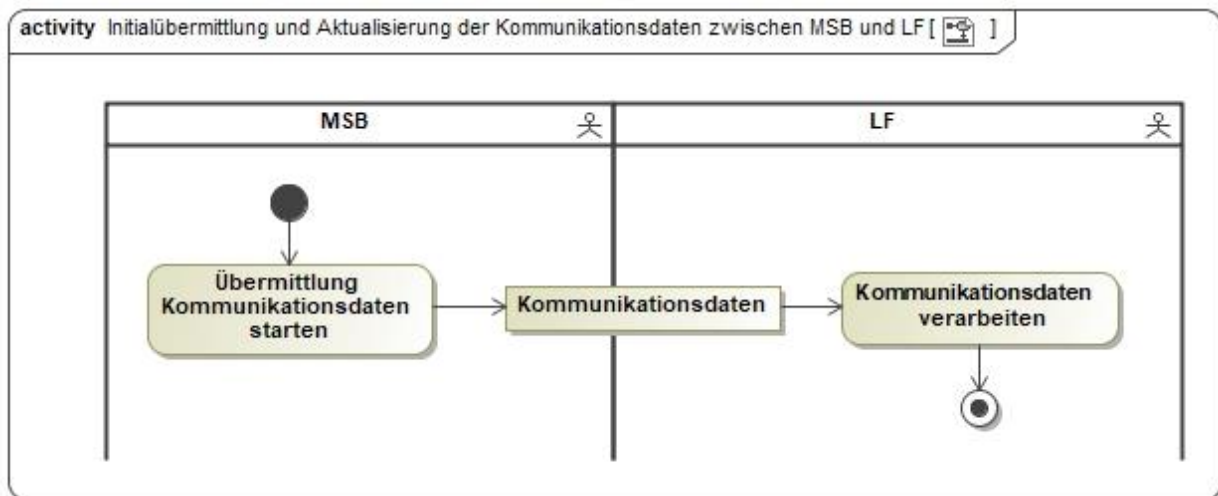 activity Initialübermittlung und Aktualisierung der Kommunikationsdaten zwischen MSB und LF [ ]
MSB
LF
Übermittlung
Kommunikationsdaten
starten
Kommunikationsdaten
Kommunikationsdaten
verarbeiten